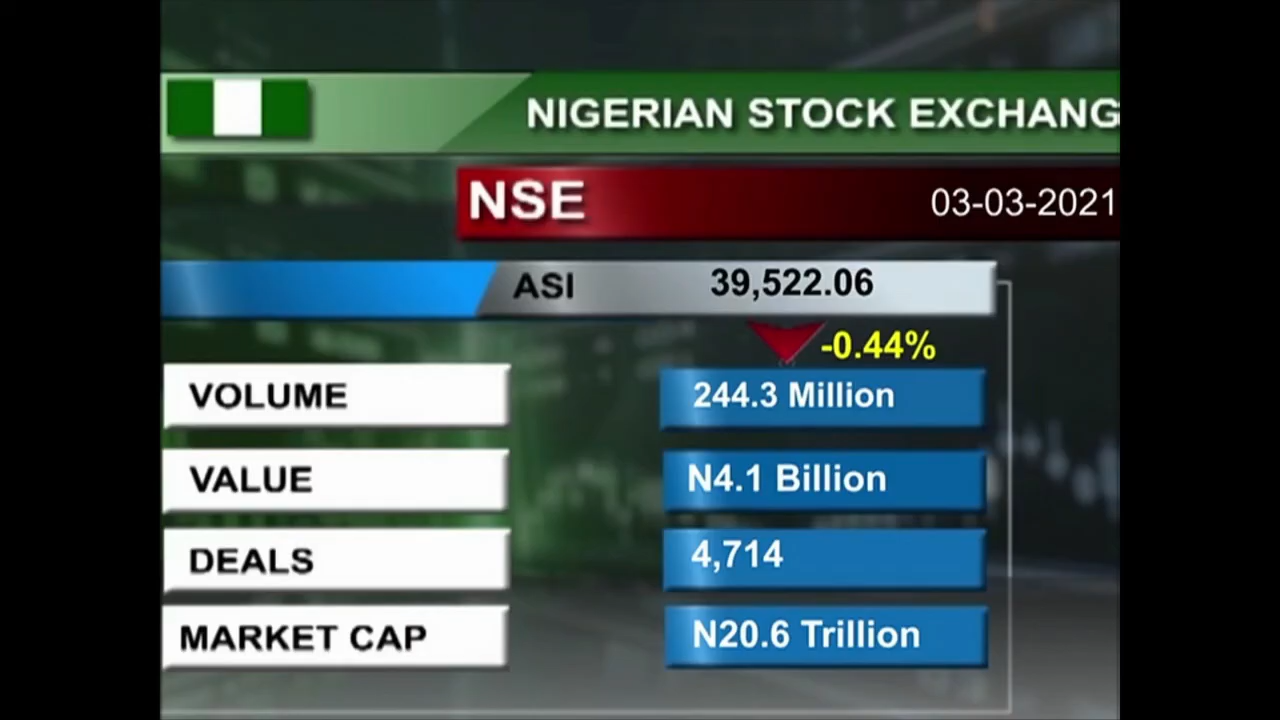 NIGERIAN STOCK EXCHANG
NSE 03-03-2021
ASI 39,522.06
-0.44%
VOLUME 244.3 Million
VALUE N4.1 Billion
DEALS 4,714
MARKET CAP N20.6 Trillion